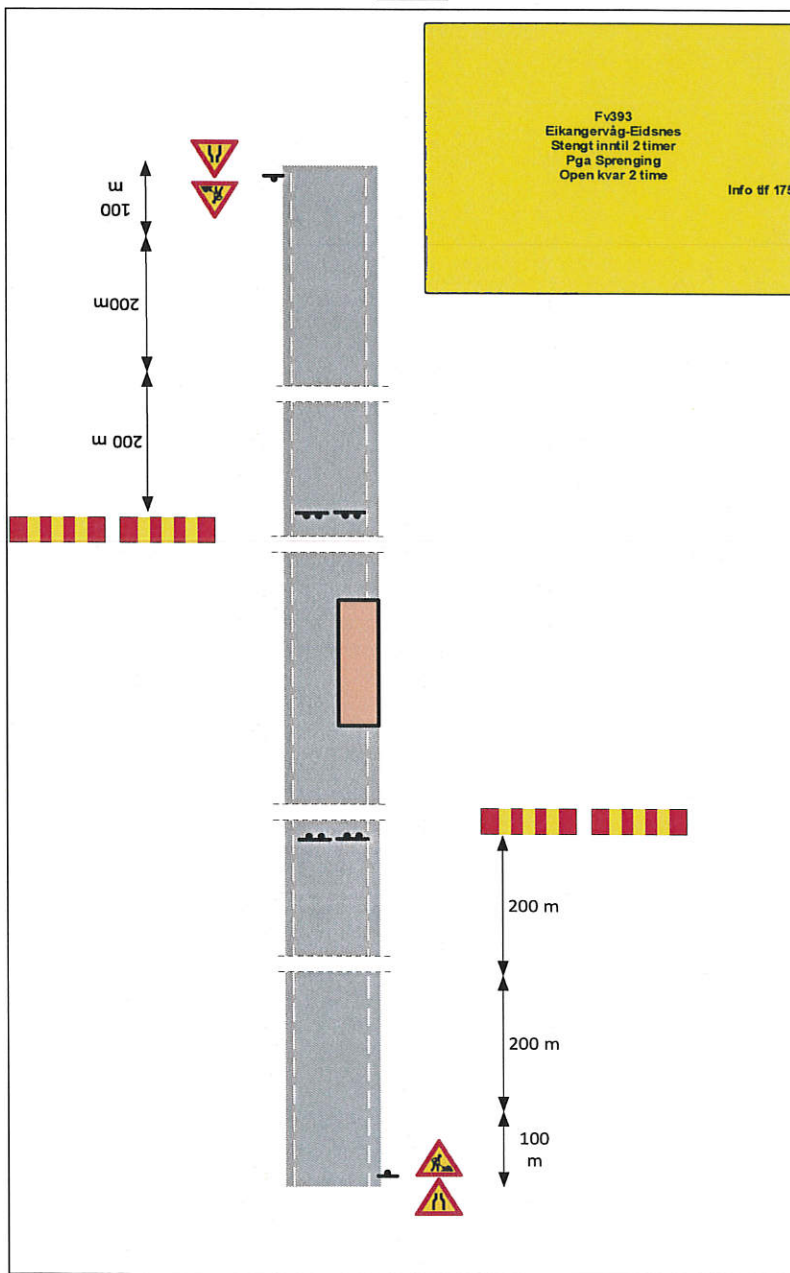 Fv393
Eikangervåg-Eidsnes
Stengt inntil 2 timer
Pga Sprenging
Open kvar 2 time
Info tlf 175
100
m
200m
200 m
200 m
200 m
100
m